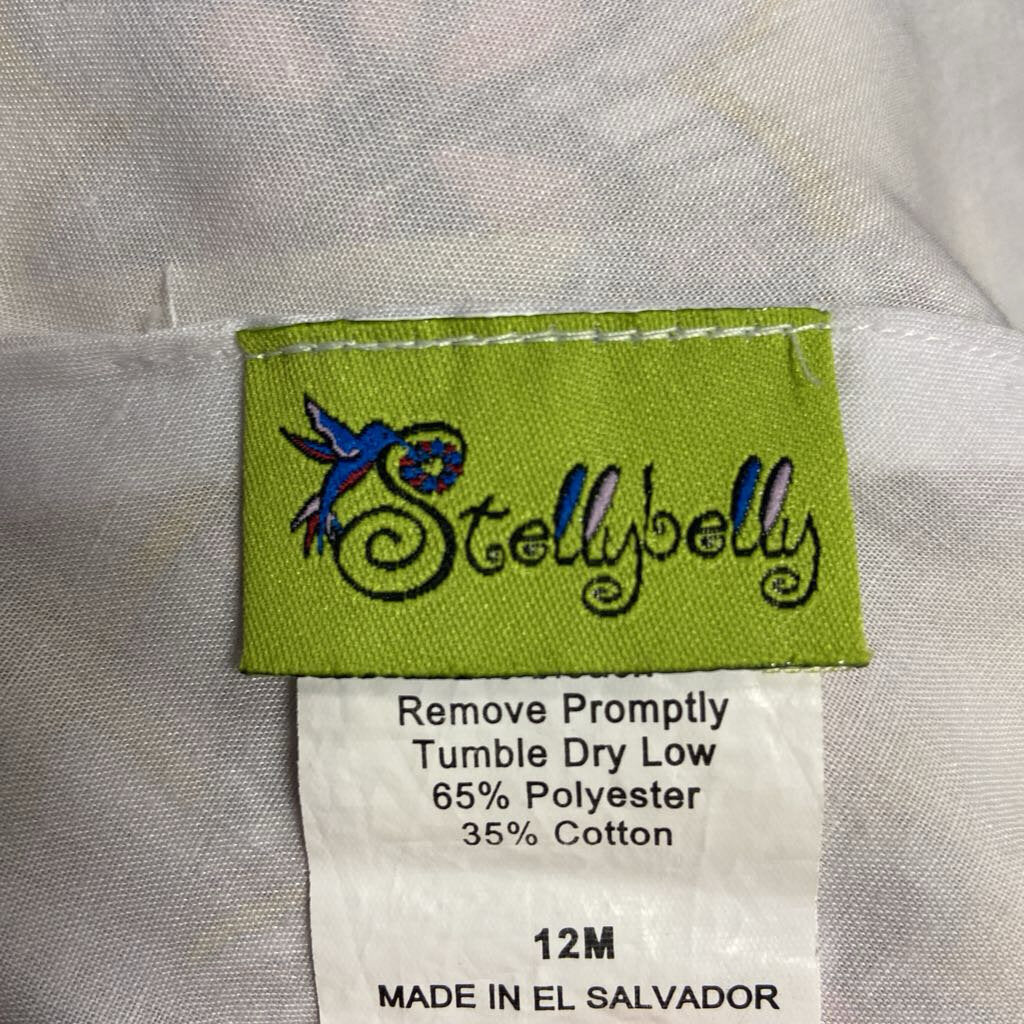 Stellybelly
Remove Promptly
Tumble Dry Low
65% Polyester
35% Cotton
12M
MADE IN EL SALVADOR